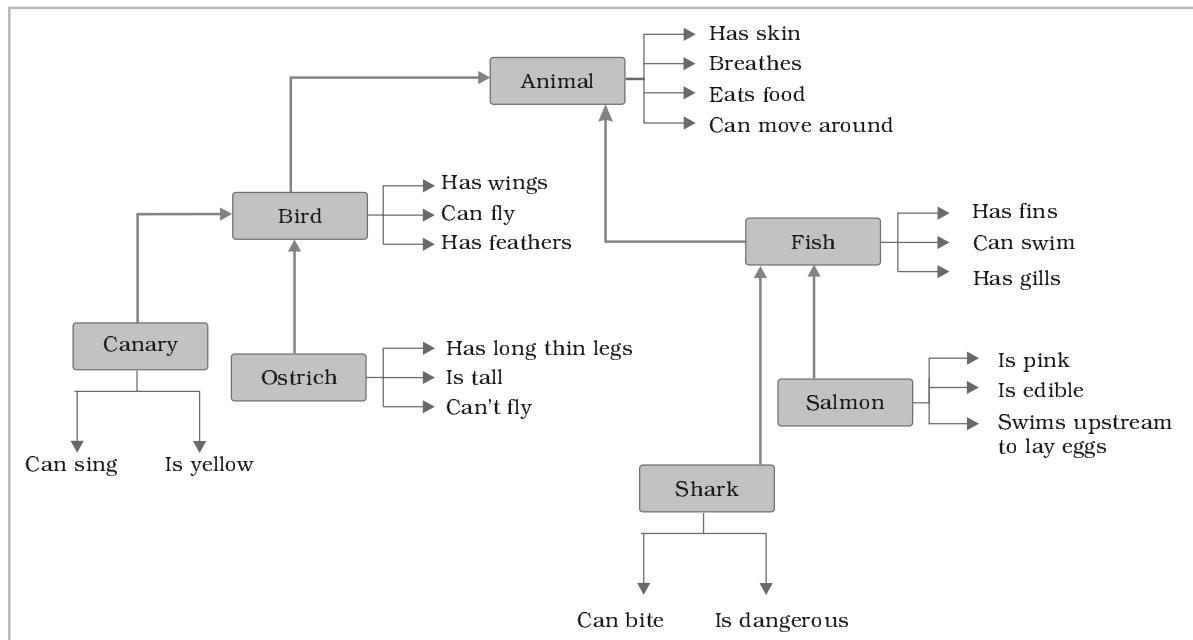 Animal
Has skin
Breathes
Eats food
Can move around
Bird
Has wings
Can fly
Has feathers
Fish
Has fins
Can swim
Has gills
Canary
Can sing
Is yellow
Ostrich
Has long thin legs
Is tall
Can't fly
Salmon
Is pink
Is edible
Swims upstream
to lay eggs
Shark
Can bite
Is dangerous